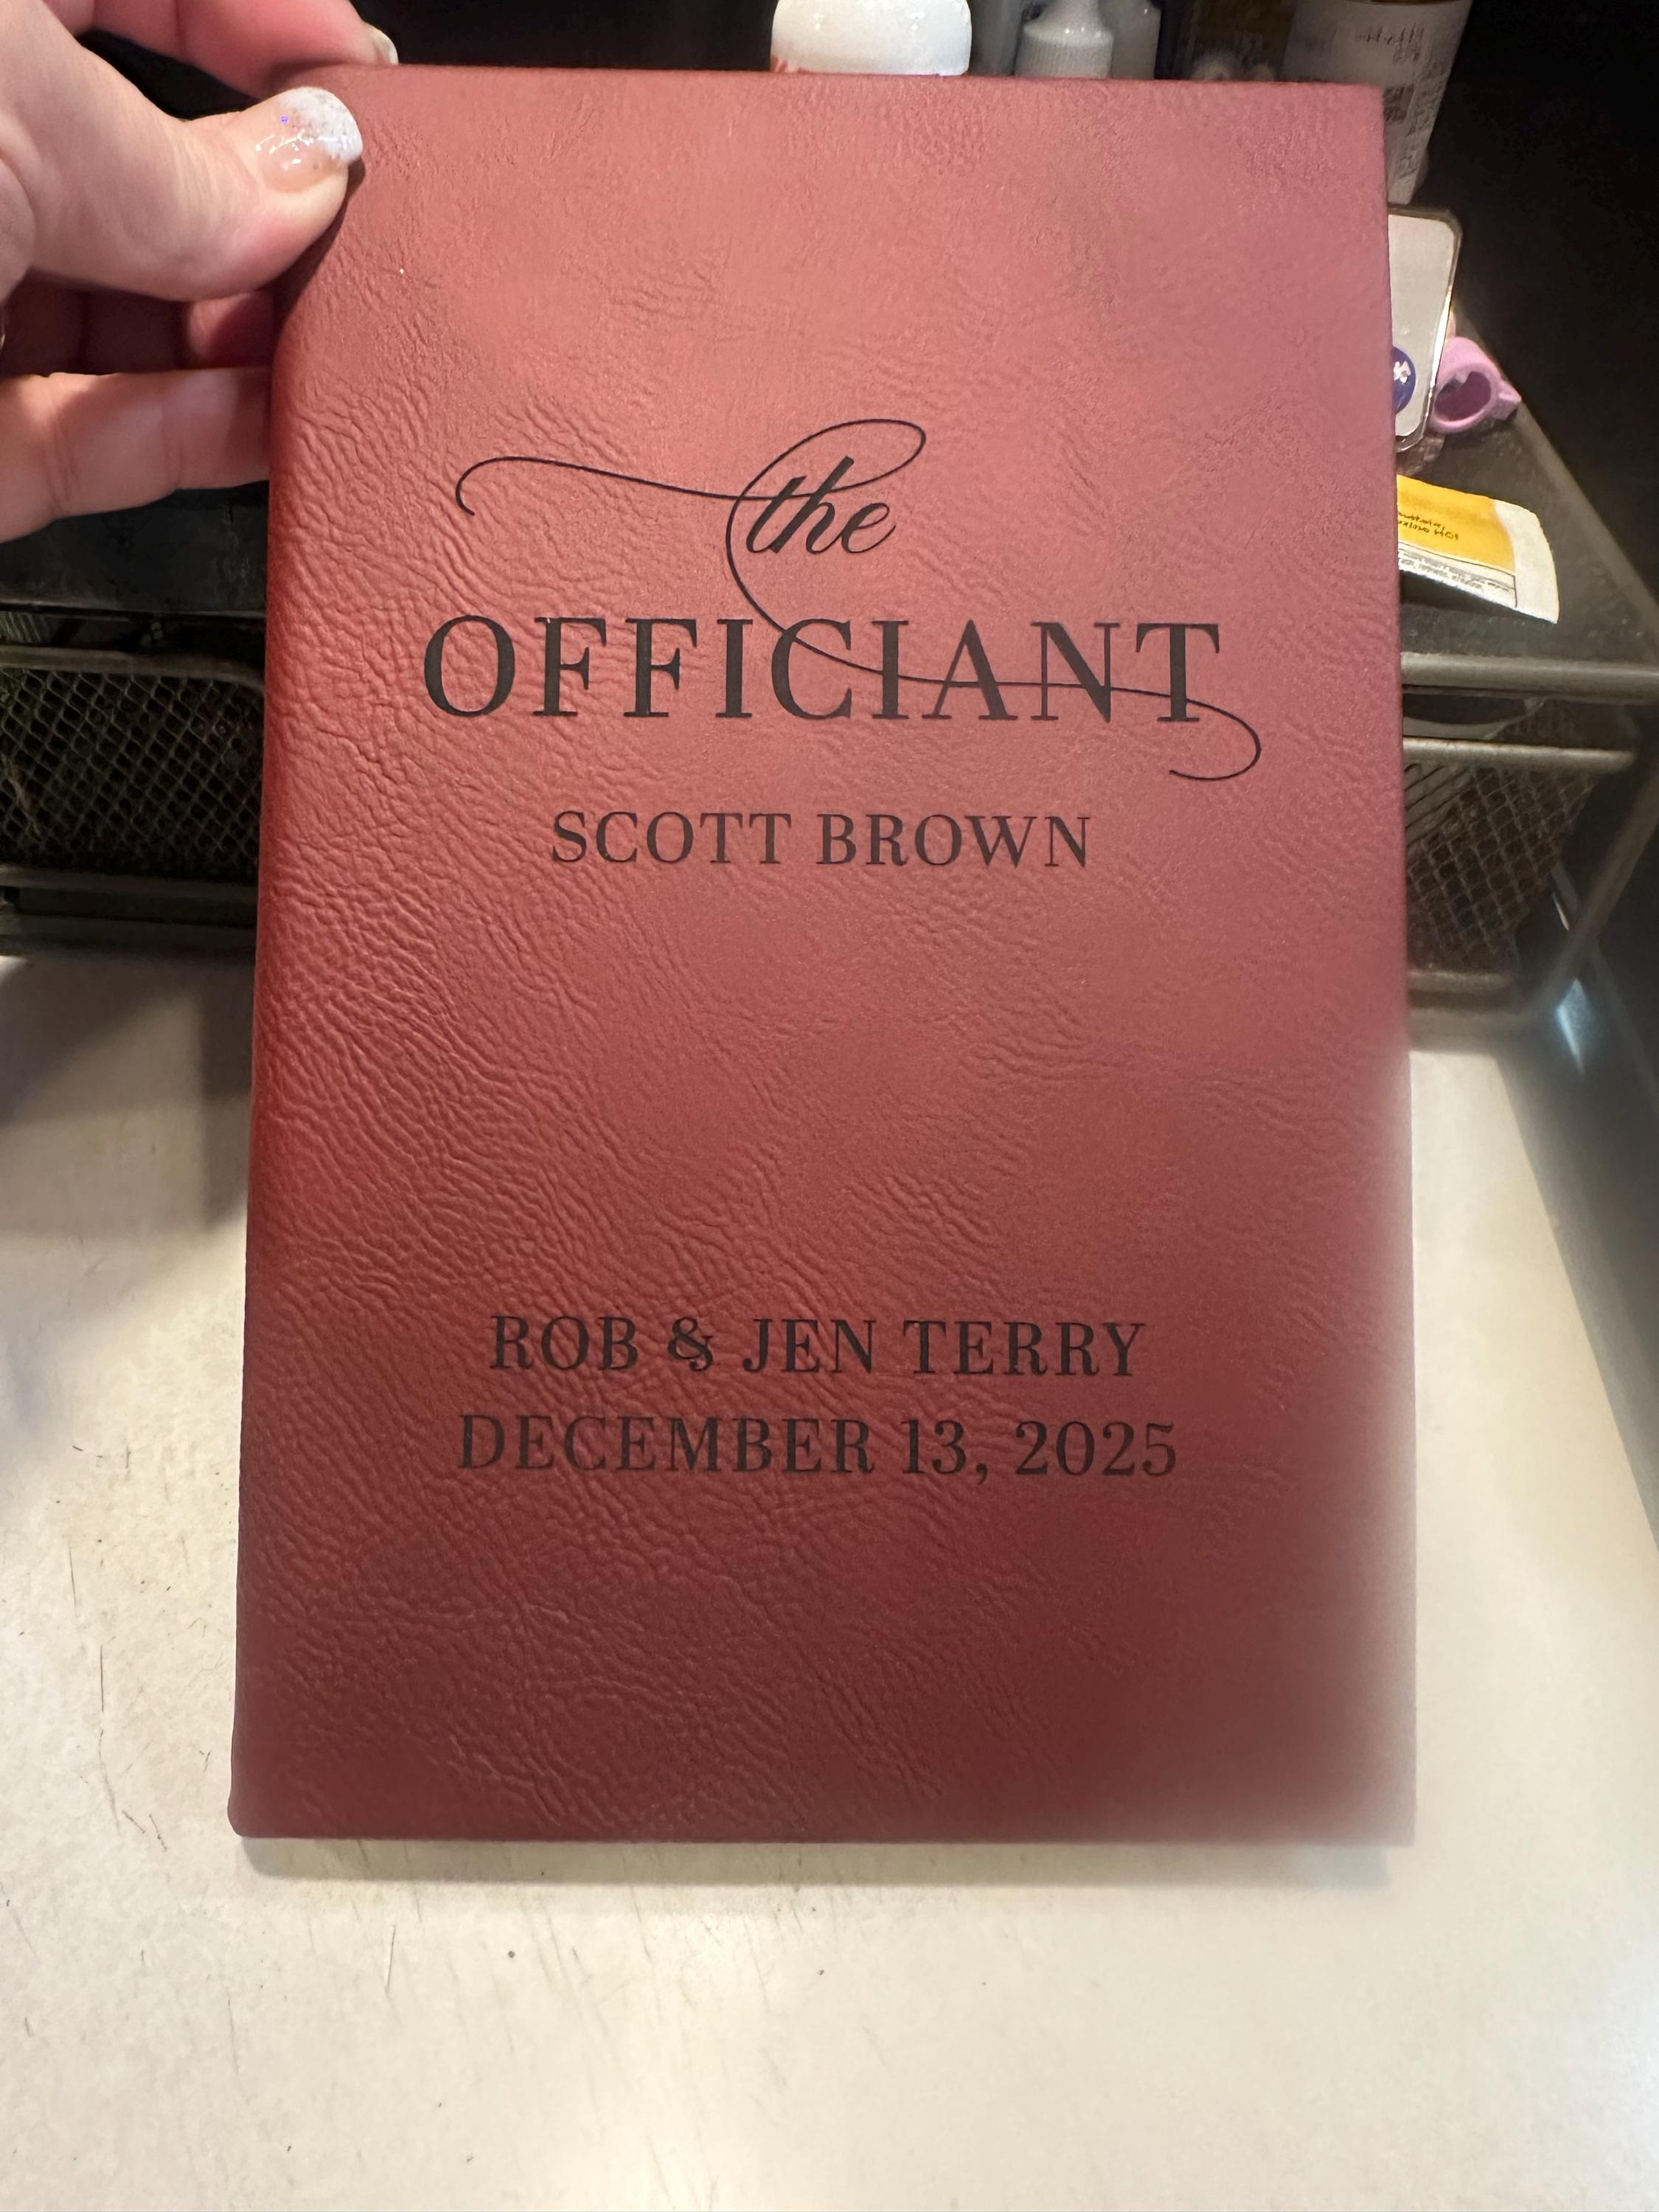 the
OFFICIANT
SCOTT BROWN
ROB & JEN TERRY
DECEMBER 13, 2025